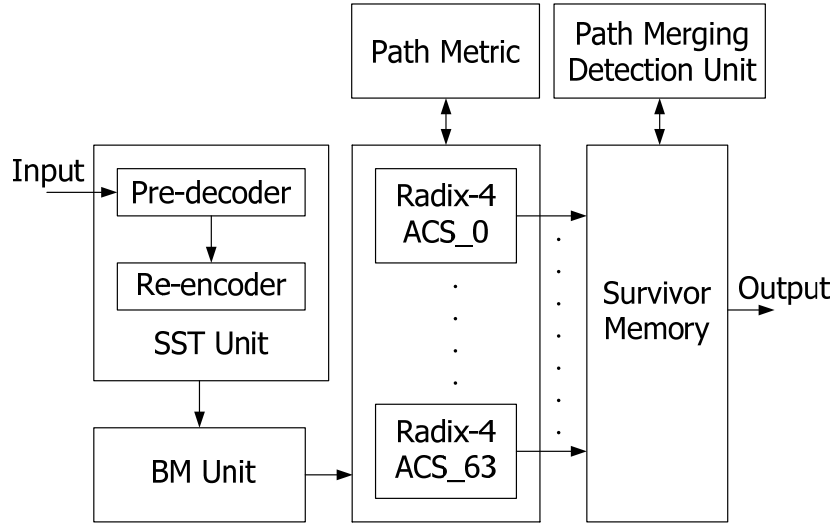 Path Metric
Path Merging
Detection Unit
Input
Pre-decoder
Re-encoder
SST Unit
BM Unit
Radix-4
ACS_0
Radix-4
ACS_63
Survivor
Memory
Output